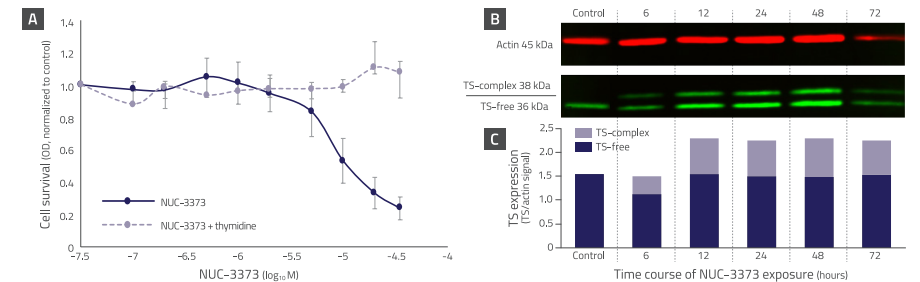 A
Cell survival (OD, normalized to control)
1,4
1.2
1.0
0.8
0.6
0.4
0.2
0
NUC-3373
NUC-3373 + thymidine
-7.5 -7 -6.5 -6 -5.5 -5 -4.5 -4
NUC-3373 (log₁₀ M)
B
Control 6 12 24 48 72
Actin 45 kDa
TS-complex 38 kDa
TS-free 36 kDa
C
TS expression
(TS/actin signal)
2.5
2.0
1.5
1.0
0.5
0
TS-complex
TS-free
Control 6 12 24 48 72
Time course of NUC-3373 exposure (hours)